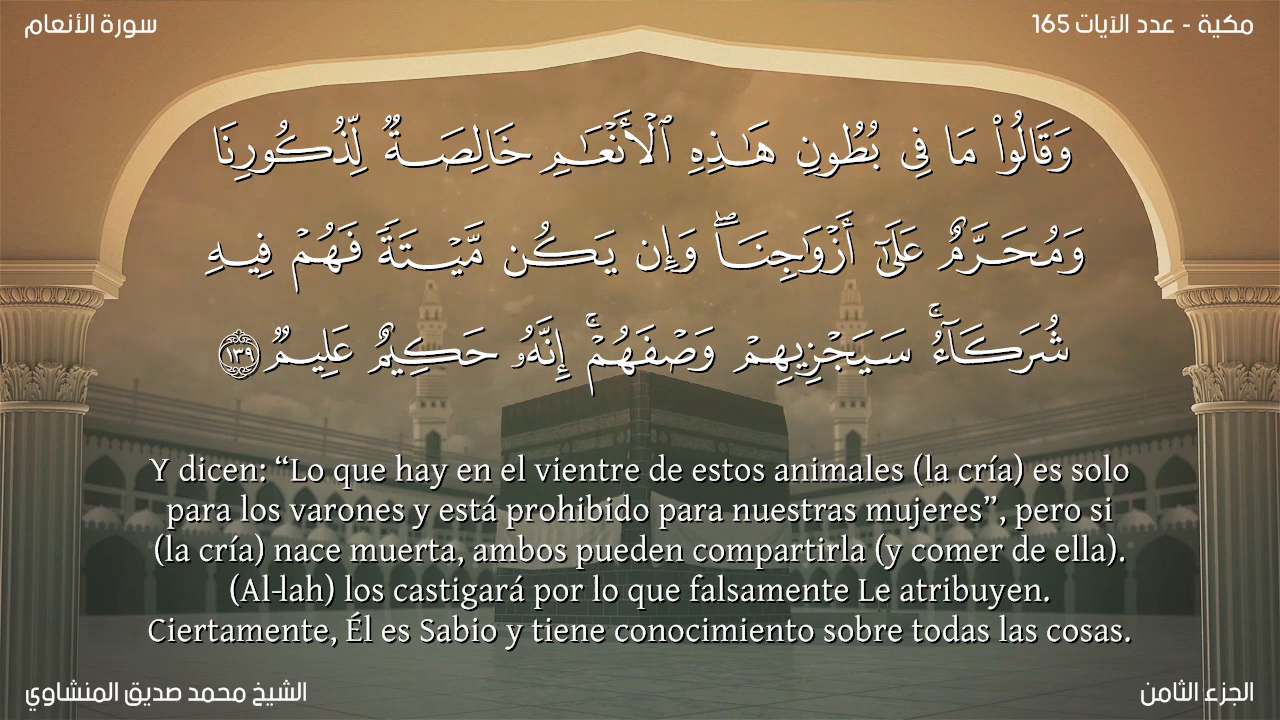 سورة الأنعام
مكية - عدد الآيات 165
وَقَالُوا۟ مَا فِى بُطُونِ هَـٰذِهِ ٱلْأَنْعَـٰمِ خَالِصَةٌ لِّذُكُورِنَا
وَمُحَرَّمٌ عَلَىٰٓ أَزْوَٰجِنَا ۖ وَإِن يَكُن مَّيْتَةً فَهُمْ فِيهِ
شُرَكَآءُ ۚ سَيَجْزِيهِمْ وَصْفَهُمْ ۚ إِنَّهُۥ حَكِيمٌ عَلِيمٌ ١٣٩
Y dicen: “Lo que hay en el vientre de estos animales (la cría) es solo
para los varones y está prohibido para nuestras mujeres”, pero si
(la cría) nace muerta, ambos pueden compartirla (y comer de ella).
(Al-lah) los castigará por lo que falsamente Le atribuyen.
Ciertamente, Él es Sabio y tiene conocimiento sobre todas las cosas.
الشيخ محمد صديق المنشاوي
الجزء الثامن